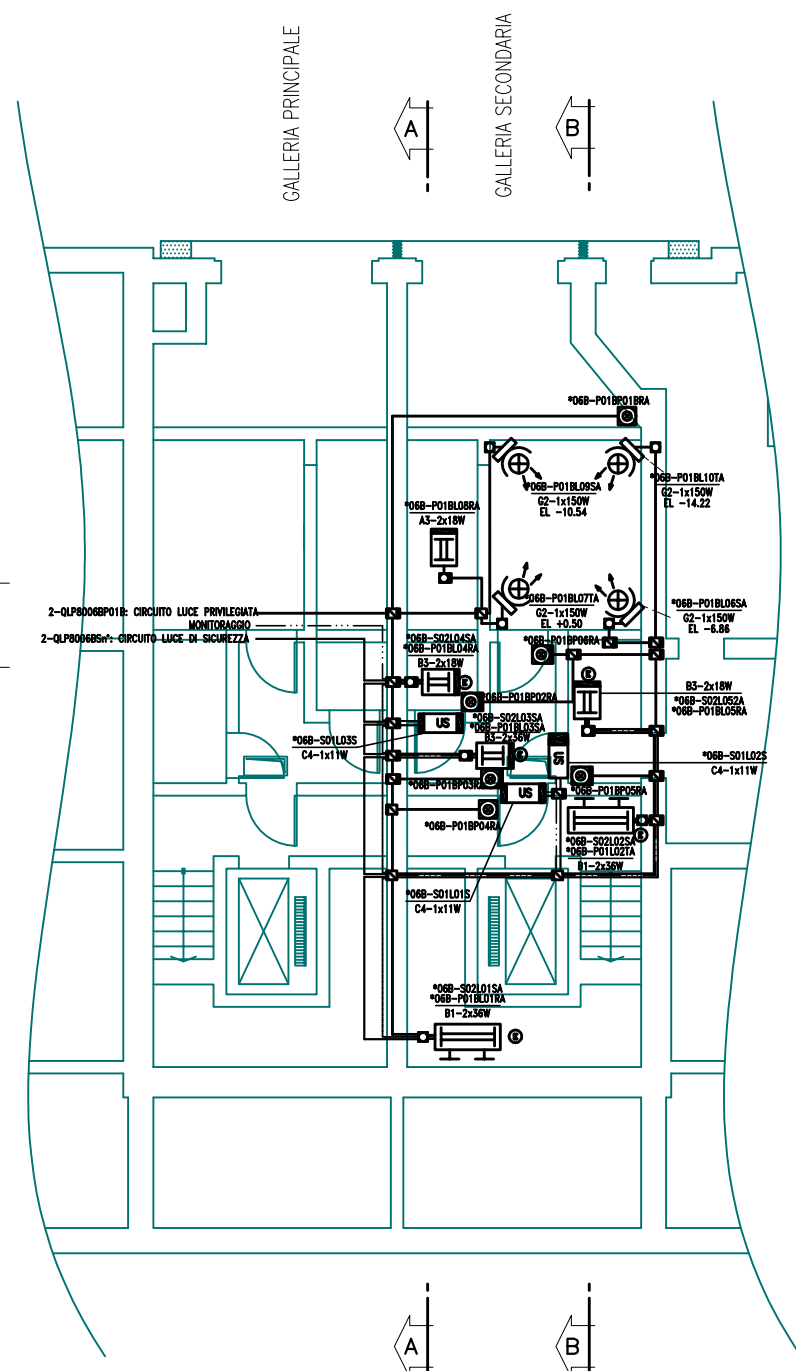 GALLERIA PRINCIPALE
GALLERIA SECONDARIA
A
B
*06B-P01BP01BRA
*06B-P01BL09SA
G2-1x150W
EL -10.54
*06B-P01BL10TA
G2-1x150W
EL -14.22
*06B-P01BL08RA
A3-2x18W
*06B-P01BL07TA
G2-1x150W
EL +0.50
*06B-P01BL06SA
G2-1x150W
EL -6.86
2-QLP8006BP01B: CIRCUITO LUCE PRIVILEGIATA
MONITORAGGIO
2-QLP8006BSn°: CIRCUITO LUCE DI SICUREZZA
*06B-S02L04SA
*06B-P01BL04RA
B3-2x18W
*06B-P01BP06RA
*06B-P01BP02RA
B3-2x18W
*06B-S02L052A
*06B-P01BL05RA
*06B-S01L03S
C4-1x11W
US
*06B-S02L03SA
*06B-P01BL03SA
B3-2x36W
US
*06B-S01L02S
C4-1x11W
*06B-P01BP03RA
US
*06B-P01BP05RA
*06B-P01BP04RA
*06B-S02L02SA
*06B-P01L02TA
B1-2x36W
*06B-S01L01S
C4-1x11W
*06B-S02L01SA
*06B-P01BL01RA
B1-2x36W
A
B